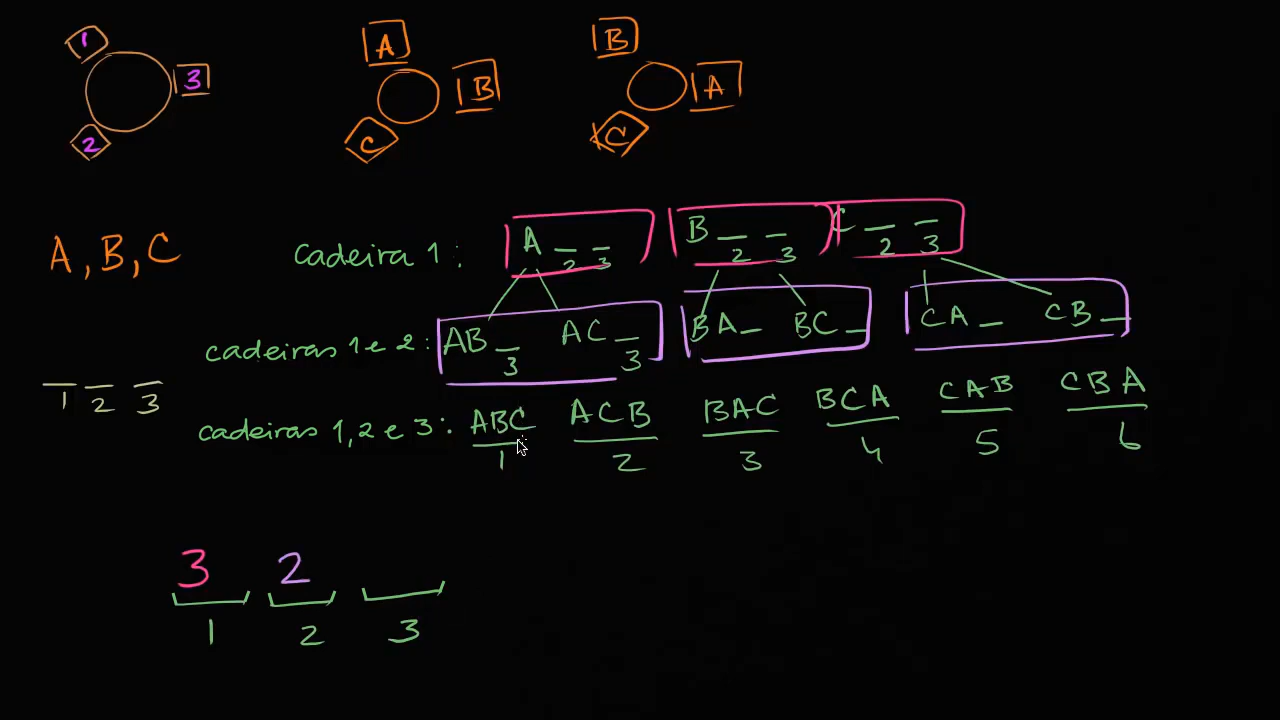 1 3 2
A B C
B A C
A, B, C
cadeira 1: A _ _ B _ _ C _ _
2 3 2 3 2 3
cadeiras 1 e 2: AB _ AC _ BA _ BC _ CA _ CB _
3 3
_ _ _
1 2 3
cadeiras 1, 2 e 3: ABC ACB BAC BCA CAB CBA
1 2 3 4 5 6
3 2
1 2 3